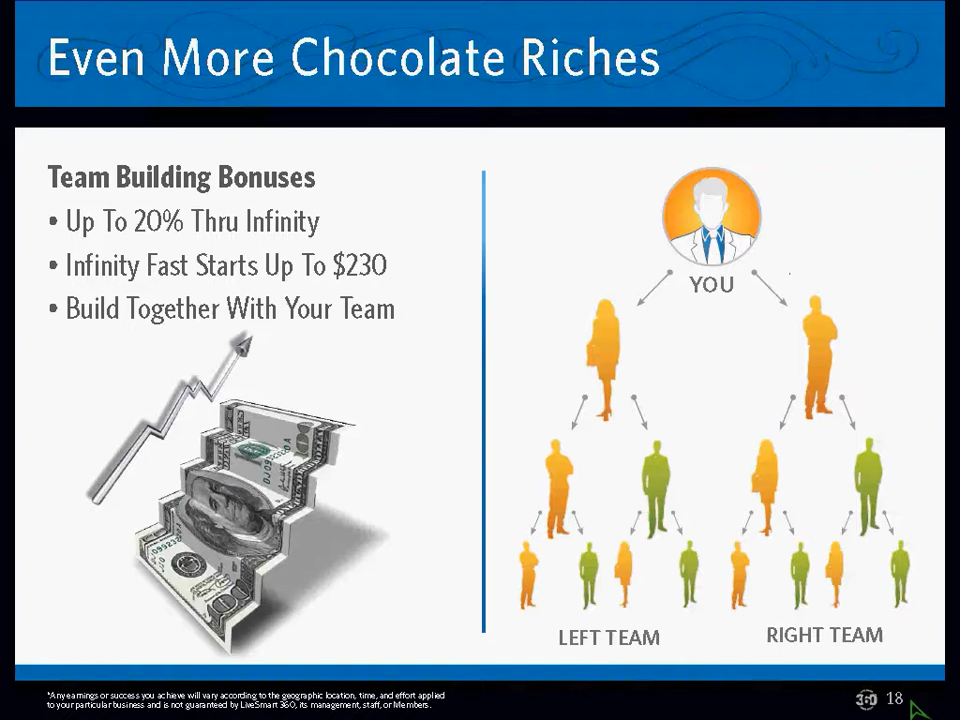 Even More Chocolate Riches
Team Building Bonuses
• Up To 20% Thru Infinity
• Infinity Fast Starts Up To $230
• Build Together With Your Team
YOU
LEFT TEAM
RIGHT TEAM
*Any earnings or success you achieve will vary according to the geographic location, time, and effort applied
to your particular business and is not guaranteed by LiveSmart 360, its management, staff, or Members.
360 18